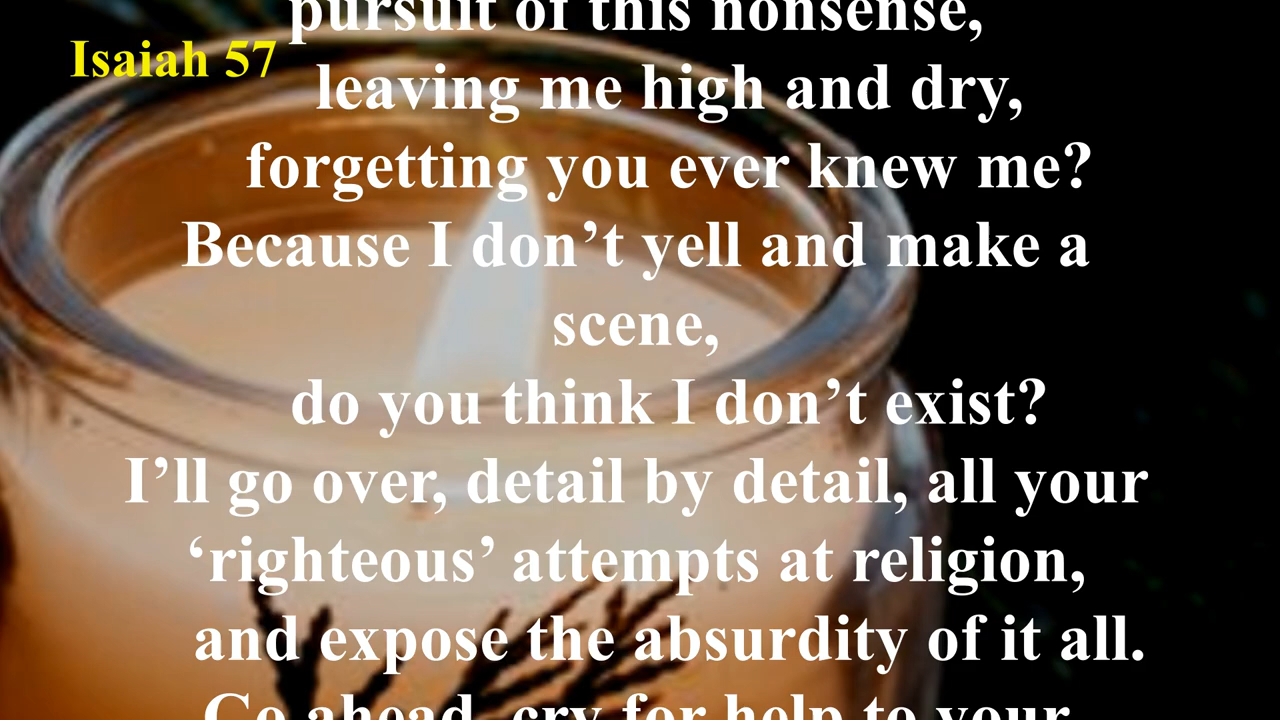 pursuit of this nonsense,
Isaiah 57
leaving me high and dry,
forgetting you ever knew me?
Because I don’t yell and make a
scene,
do you think I don’t exist?
I’ll go over, detail by detail, all your
‘righteous’ attempts at religion,
and expose the absurdity of it all.
Go ahead, cry for help to your